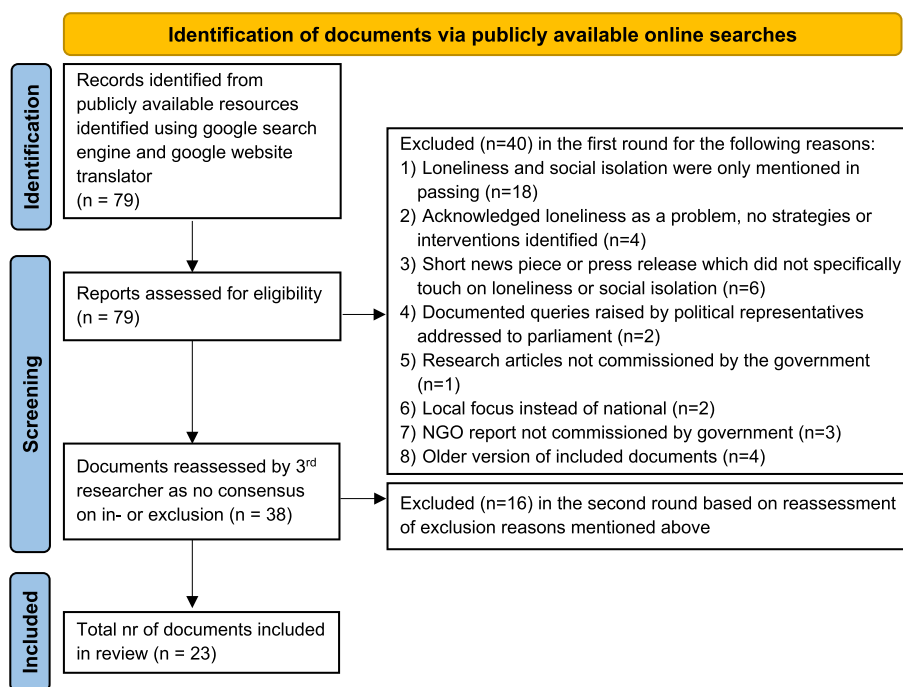 Identification of documents via publicly available online searches
Identification
Records identified from
publicly available resources
identified using google search
engine and google website
translator
(n = 79)
Excluded (n=40) in the first round for the following reasons:
1) Loneliness and social isolation were only mentioned in
passing (n=18)
2) Acknowledged loneliness as a problem, no strategies or
interventions identified (n=4)
3) Short news piece or press release which did not specifically
touch on loneliness or social isolation (n=6)
4) Documented queries raised by political representatives
addressed to parliament (n=2)
5) Research articles not commissioned by the government
(n=1)
6) Local focus instead of national (n=2)
7) NGO report not commissioned by government (n=3)
8) Older version of included documents (n=4)
Screening
Reports assessed for eligibility
(n = 79)
Documents reassessed by 3rd
researcher as no consensus
on in- or exclusion (n = 38)
Excluded (n=16) in the second round based on reassessment
of exclusion reasons mentioned above
Included
Total nr of documents included
in review (n = 23)